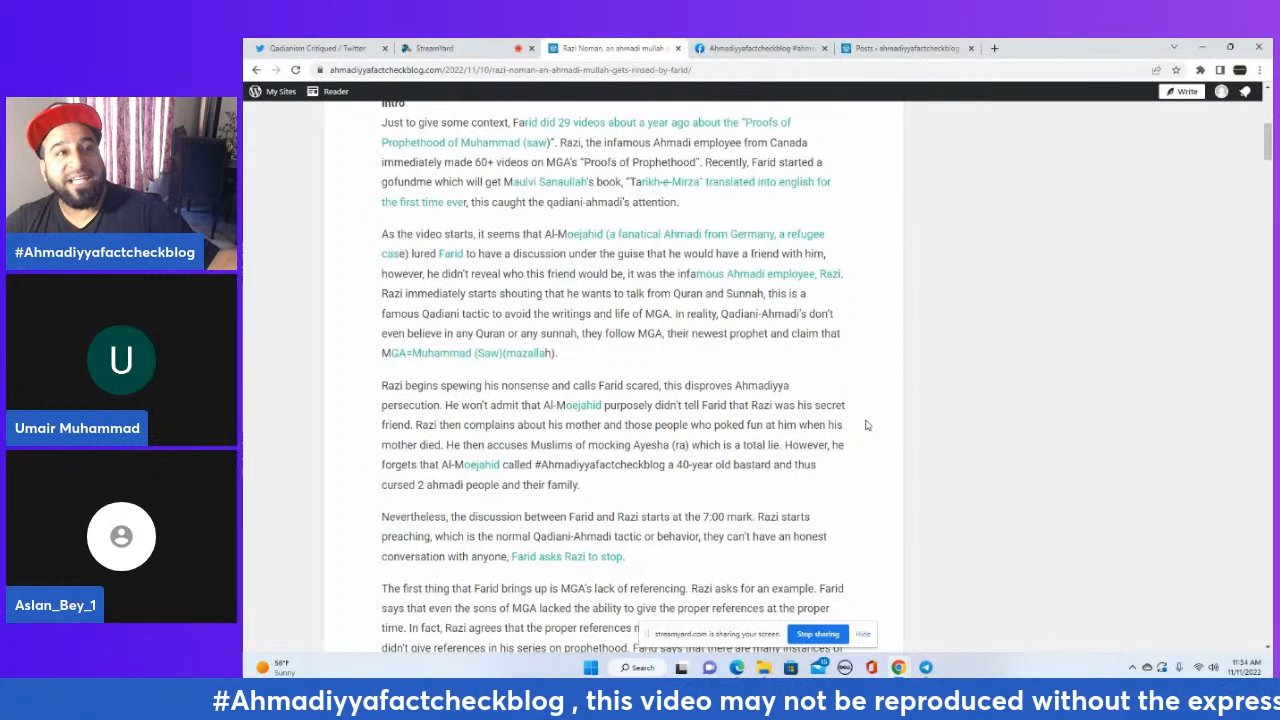 Qadianism Critiqued / Twitter
StreamYard
Razi Noman, an ahmadi mullah
Ahmadiyyafactcheckblog #ahm
Posts ‹ ahmadiyyafactcheckblog
ahmadiyyafactcheckblog.com/2022/11/10/razi-noman-an-ahmadi-mullah-gets-rinsed-by-farid/
My Sites
Reader
Write
Intro
Just to give some context, Farid did 29 videos about a year ago about the “Proofs of
Prophethood of Muhammad (saw)”. Razi, the infamous Ahmadi employee from Canada
immediately made 60+ videos on MGA’s “Proofs of Prophethood”. Recently, Farid started a
gofundme which will get Maulvi Sanaullah’s book, “Tarikh-e-Mirza” translated into english for
the first time ever, this caught the qadiani-ahmadi’s attention.
As the video starts, it seems that Al-Moejahid (a fanatical Ahmadi from Germany, a refugee
case) lured Farid to have a discussion under the guise that he would have a friend with him,
however, he didn’t reveal who this friend would be, it was the infamous Ahmadi employee, Razi.
Razi immediately starts shouting that he wants to talk from Quran and Sunnah, this is a
famous Qadiani tactic to avoid the writings and life of MGA. In reality, Qadiani-Ahmadi’s don’t
even believe in any Quran or any sunnah, they follow MGA, their newest prophet and claim that
MGA=Muhammad (Saw)(mazallah).
Razi begins spewing his nonsense and calls Farid scared, this disproves Ahmadiyya
persecution. He won’t admit that Al-Moejahid purposely didn’t tell Farid that Razi was his secret
friend. Razi then complains about his mother and those people who poked fun at him when his
mother died. He then accuses Muslims of mocking Ayesha (ra) which is a total lie. However, he
forgets that Al-Moejahid called #Ahmadiyyafactcheckblog a 40-year old bastard and thus
cursed 2 ahmadi people and their family.
Nevertheless, the discussion between Farid and Razi starts at the 7:00 mark. Razi starts
preaching, which is the normal Qadiani-Ahmadi tactic or behavior, they can’t have an honest
conversation with anyone, Farid asks Razi to stop.
The first thing that Farid brings up is MGA’s lack of referencing. Razi asks for an example. Farid
says that even the sons of MGA lacked the ability to give the proper references at the proper
time. In fact, Razi agrees that the proper references
didn’t give references in his series on prophethood. Farid says that there are many instances of
streamyard.com is sharing your screen.
Stop sharing
Hide
56°F
Sunny
Search
11:54 AM
11/11/2022
#Ahmadiyyafactcheckblog
U
Umair Muhammad
Aslan_Bey_1
#Ahmadiyyafactcheckblog , this video may not be reproduced without the express